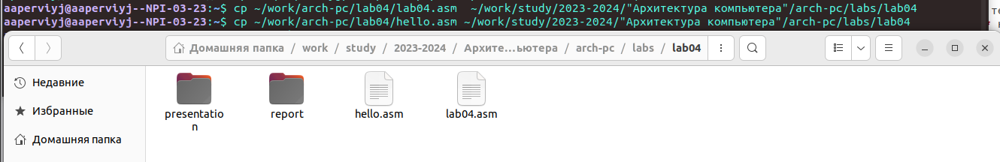 aaperviyj@aaperviyj--NPI-03-23:~$ cp ~/work/arch-pc/lab04/lab04.asm  ~/work/study/2023-2024/"Архитектура компьютера"/arch-pc/labs/lab04
aaperviyj@aaperviyj--NPI-03-23:~$ cp ~/work/arch-pc/lab04/hello.asm ~/work/study/2023-2024/"Архитектура компьютера"/arch-pc/labs/lab04
Домашняя папка / work / study / 2023-2024 / Архите…ьютера / arch-pc / labs / lab04
Недавние
Избранные
Домашняя папка
presentatio
n
report
hello.asm
lab04.asm